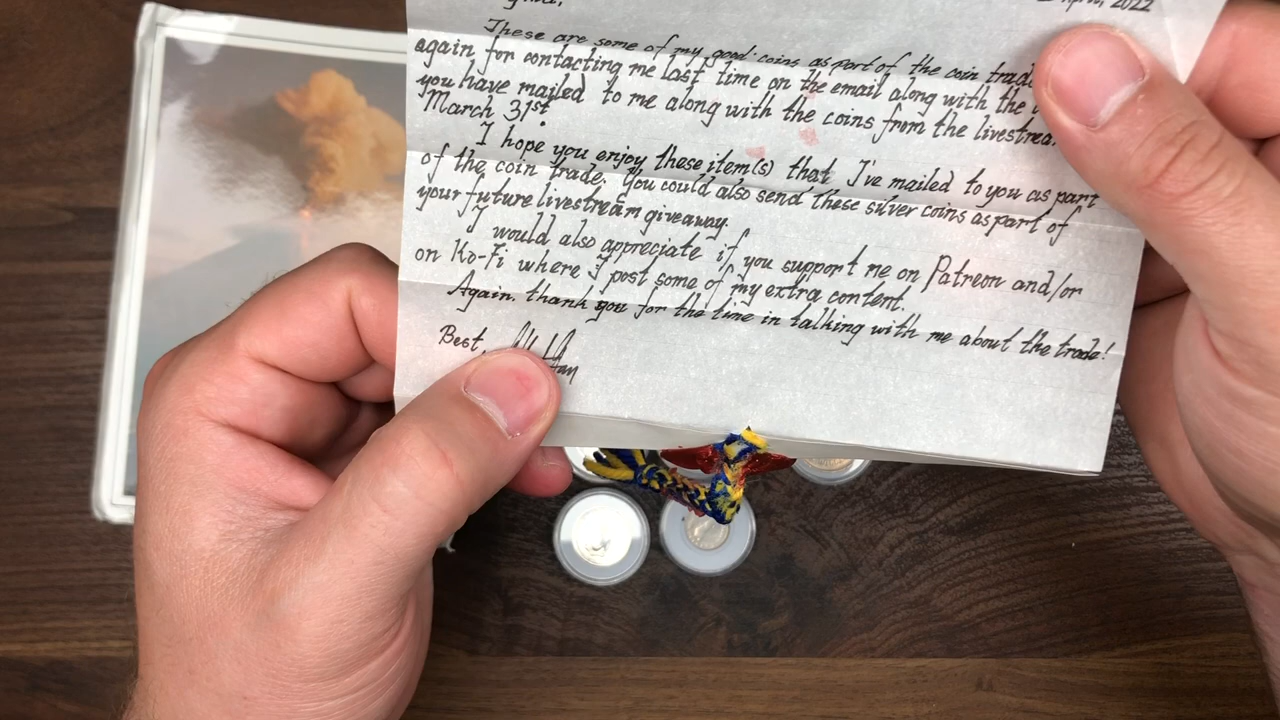 2022
These are some of my good coins as part of the coin
again for contacting me last time on the email along with the
you have mailed to me along with the coins from the
March 31st.
I hope you enjoy these item(s) that I've mailed to you as part
of the coin trade. You could also send these silver coins as part of
your future livestream giveaway.
I would also appreciate if you support me on Patreon and/or
on Ko-Fi where I post some of my extra content.
Again, thank you for the time in talking with me about the trade!
Best,